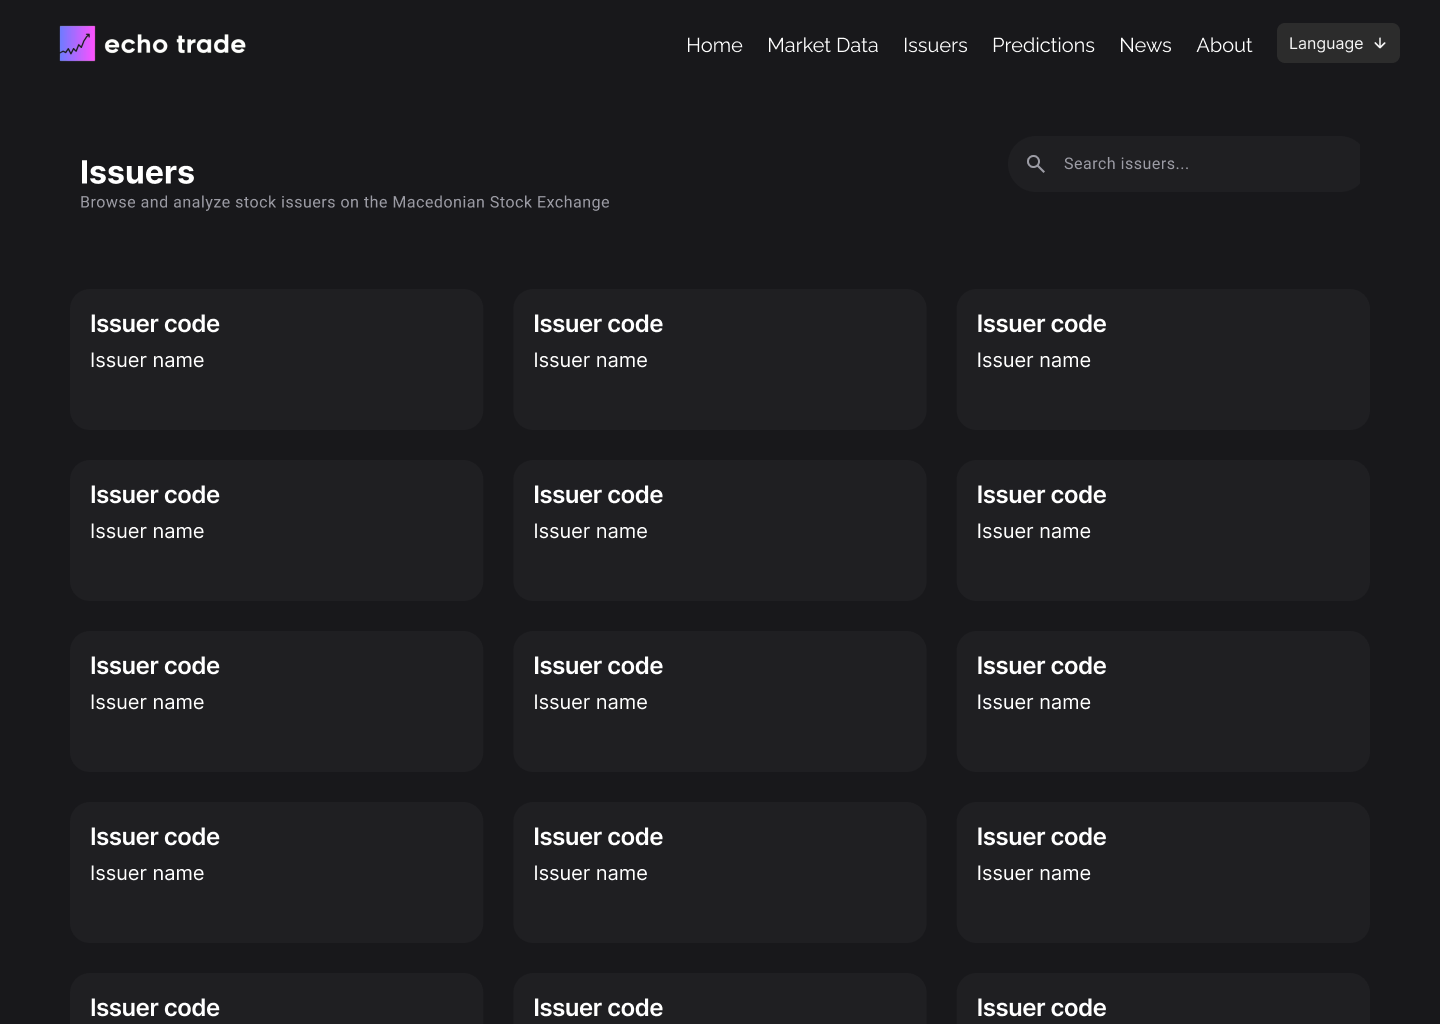 echo trade
Home Market Data Issuers Predictions News About Language
Issuers
Search issuers...
Browse and analyze stock issuers on the Macedonian Stock Exchange
Issuer code Issuer code Issuer code
Issuer name Issuer name Issuer name
Issuer code Issuer code Issuer code
Issuer name Issuer name Issuer name
Issuer code Issuer code Issuer code
Issuer name Issuer name Issuer name
Issuer code Issuer code Issuer code
Issuer name Issuer name Issuer name
Issuer code Issuer code Issuer code